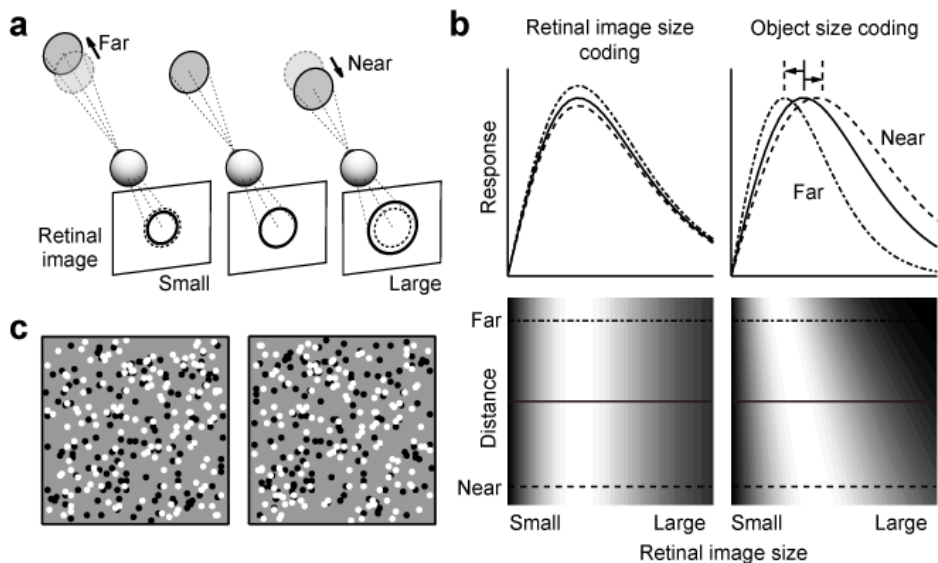 a
Far
Near
Retinal
image
Small
Large
b
Retinal image size
coding
Object size coding
Response
Near
Far
Far
Distance
Near
Small
Large
Small
Large
Retinal image size
c